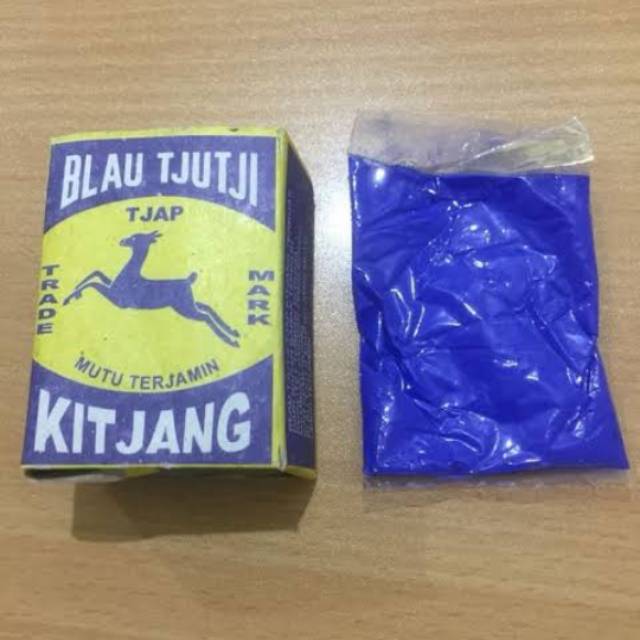 BLAU TJUTJI
TJAP
TRADE MARK
MUTU TERJAMIN
KITJANG